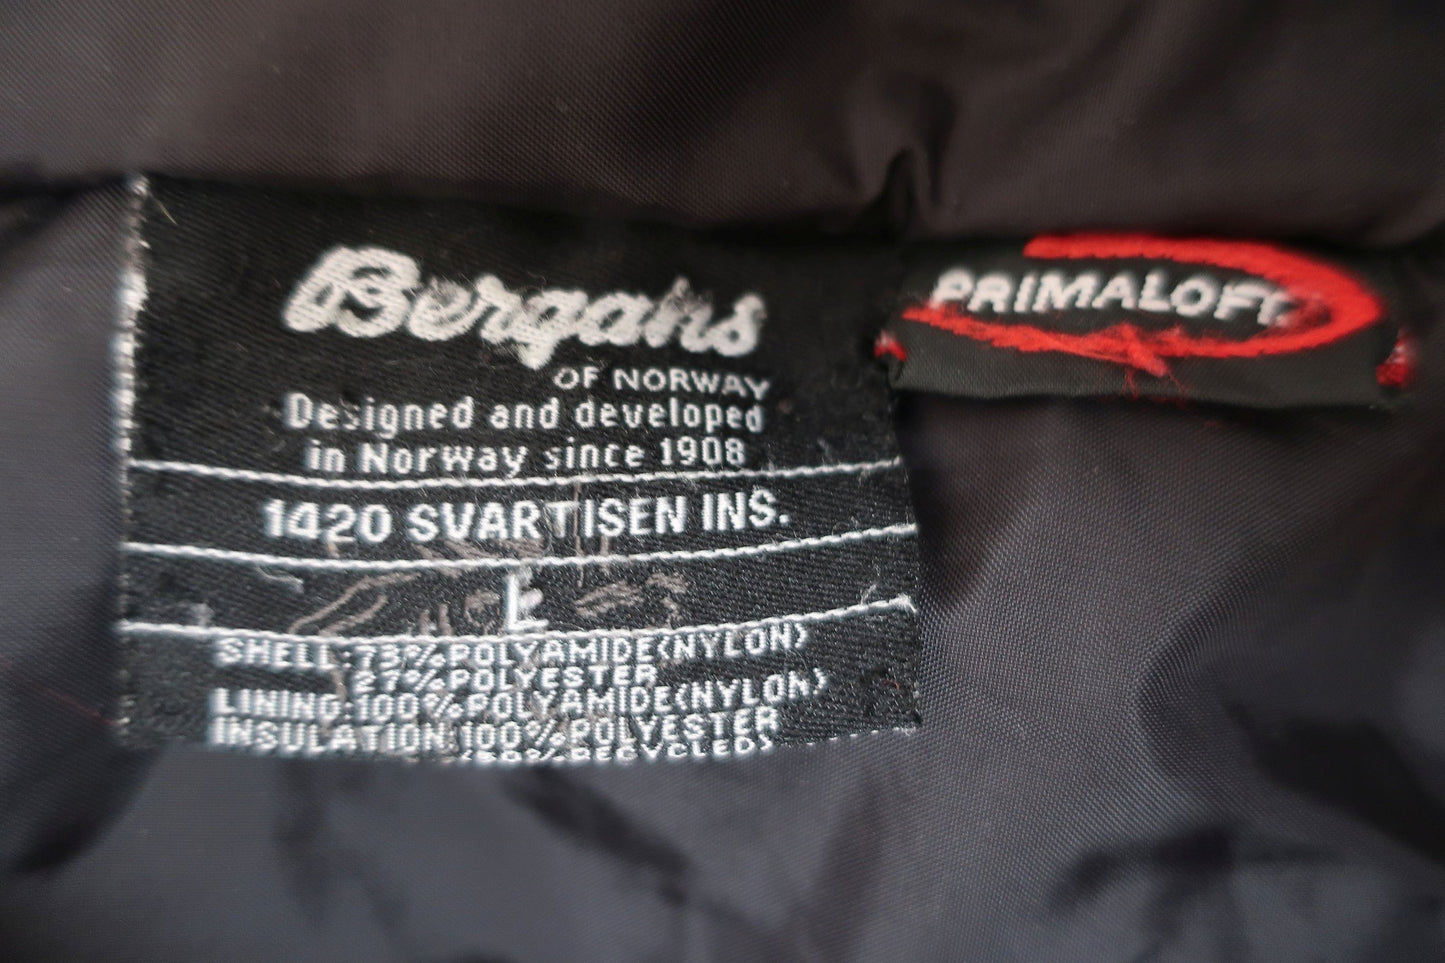 Bergans
OF NORWAY
Designed and developed
in Norway since 1908
1420 SVARTISEN INS.
L
SHELL:73%POLYAMIDE(NYLON)
27%POLYESTER
LINING:100%POLYAMIDE(NYLON)
INSULATION:100%POLYESTER
RECYCLED)
PRIMALOFT